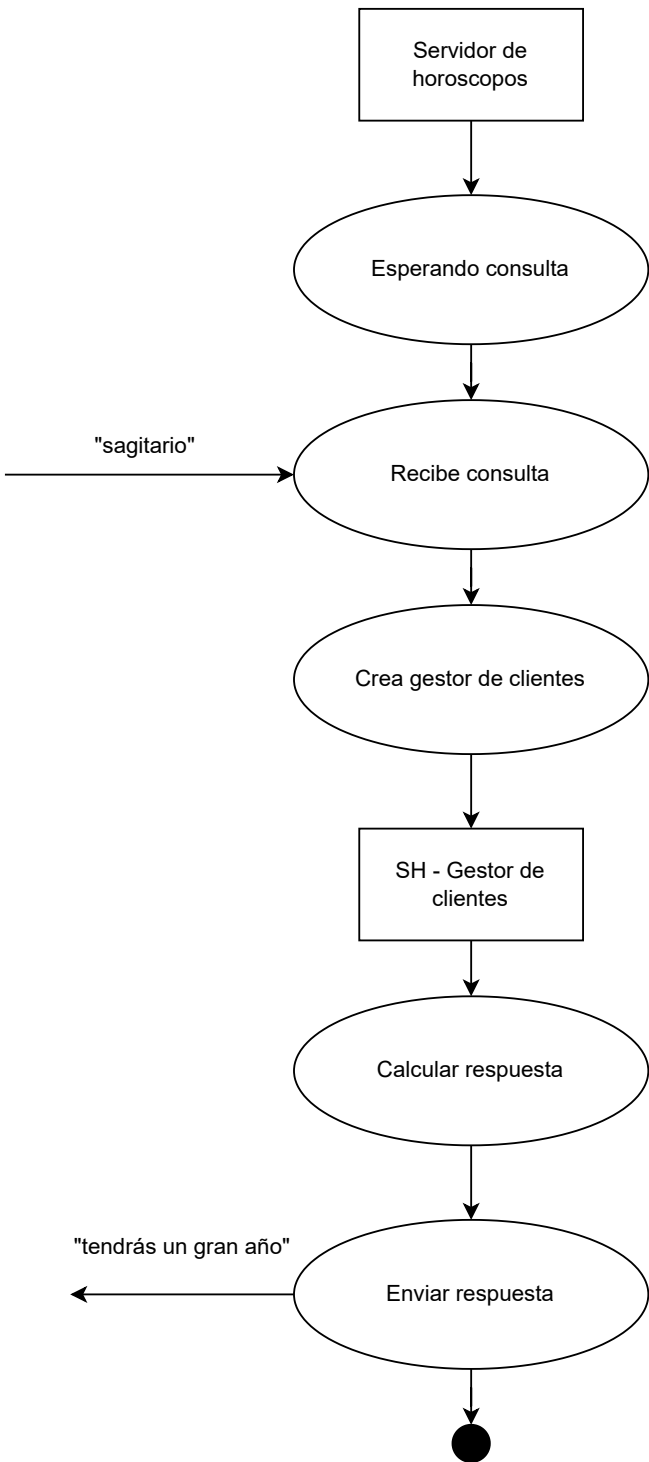 Servidor de
horoscopos
Esperando consulta
"sagitario"
Recibe consulta
Crea gestor de clientes
SH - Gestor de
clientes
Calcular respuesta
"tendrás un gran año"
Enviar respuesta